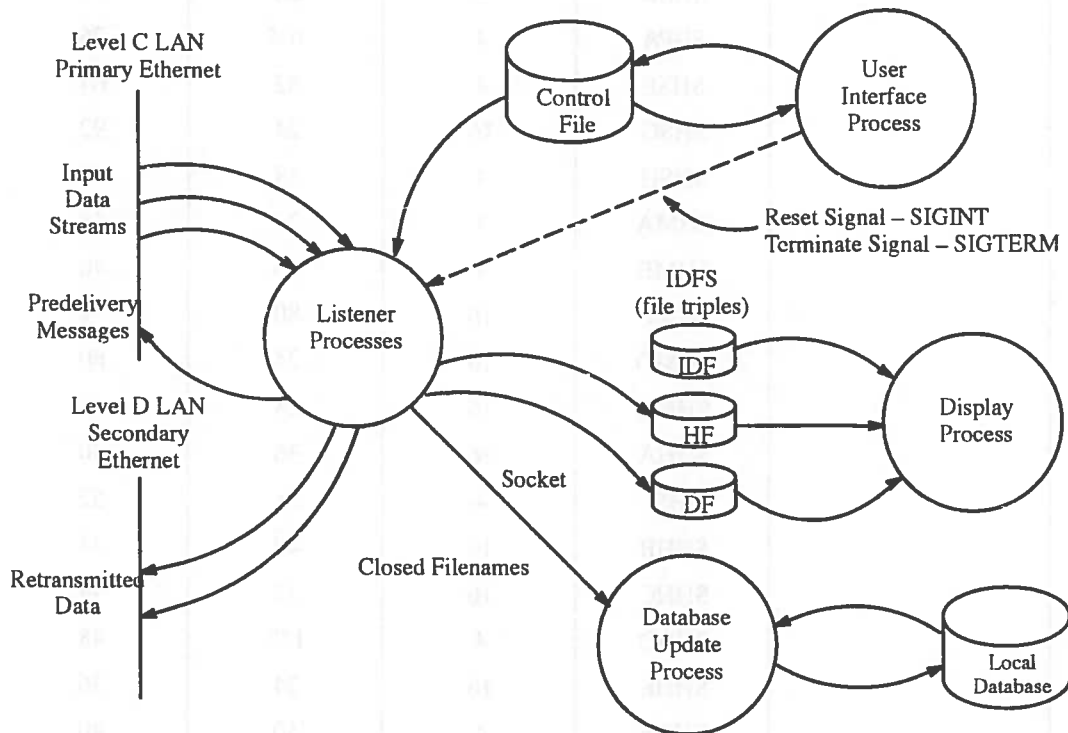 Level C LAN
Primary Ethernet
Control
File
User
Interface
Process
Input
Data
Streams
Reset Signal – SIGINT
Terminate Signal – SIGTERM
Predelivery
Messages
Listener
Processes
IDFS
(file triples)
IDF
HF
DF
Display
Process
Level D LAN
Secondary
Ethernet
Socket
Closed Filenames
Retransmitted
Data
Database
Update
Process
Local
Database